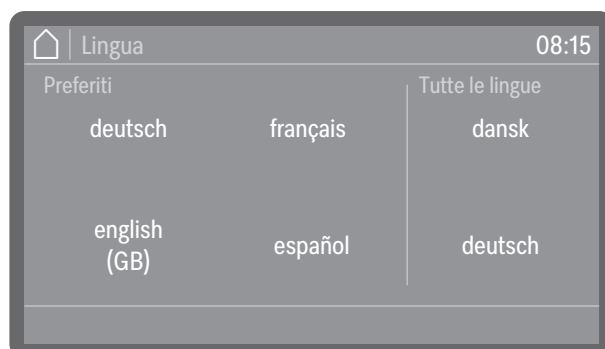 Lingua 08:15
Preferiti Tutte le lingue
deutsch français dansk
english
(GB) español deutsch